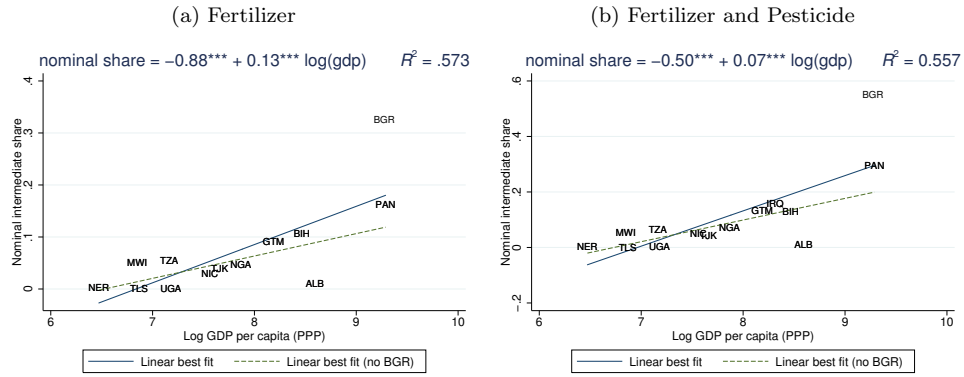 (a) Fertilizer
nominal share = −0.88*** + 0.13*** log(gdp) R² = .573
Nominal intermediate share
.4
.3
.2
.1
0
BGR
PAN
BIH
GTM
TZA
MWI
NGA
TJK
NIC
ALB
NER
TLS
UGA
6 7 8 9 10
Log GDP per capita (PPP)
Linear best fit Linear best fit (no BGR)
(b) Fertilizer and Pesticide
nominal share = −0.50*** + 0.07*** log(gdp) R² = 0.557
Nominal intermediate share
.6
.4
.2
0
−.2
BGR
PAN
IRQ
GTM
BIH
NGA
TZA
MWI
NIC
TJK
ALB
NER
TLS
UGA
6 7 8 9 10
Log GDP per capita (PPP)
Linear best fit Linear best fit (no BGR)